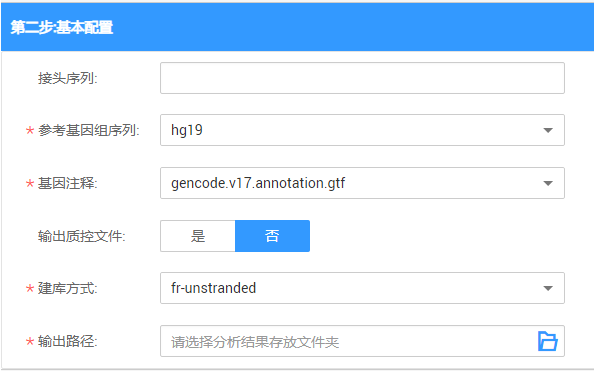 第二步:基本配置
接头序列:
* 参考基因组序列: hg19
* 基因注释: gencode.v17.annotation.gtf
输出质控文件: 是 否
* 建库方式: fr-unstranded
* 输出路径: 请选择分析结果存放文件夹